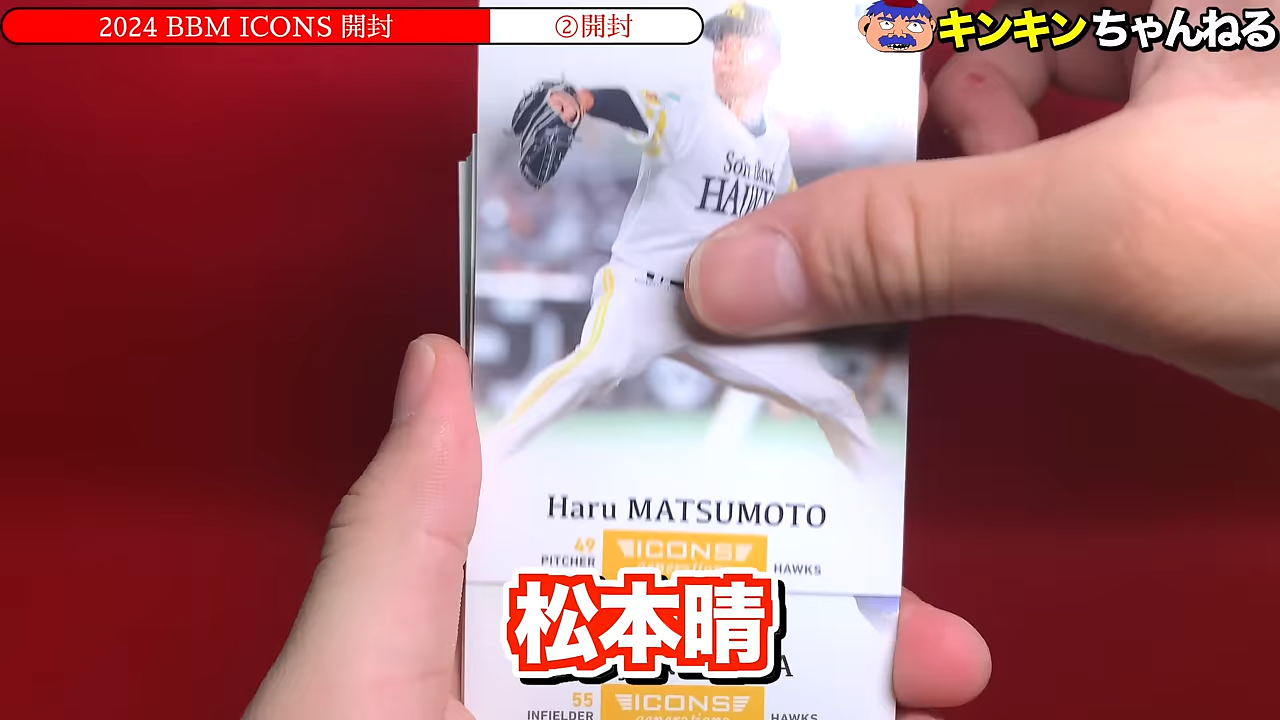 2024 BBM ICONS 開封
②開封
キンキンちゃんねる
Haru MATSUMOTO
49
PITCHER
ICONS
HAWKS
松本晴
55
INFIELDER
ICONS
HAWKS